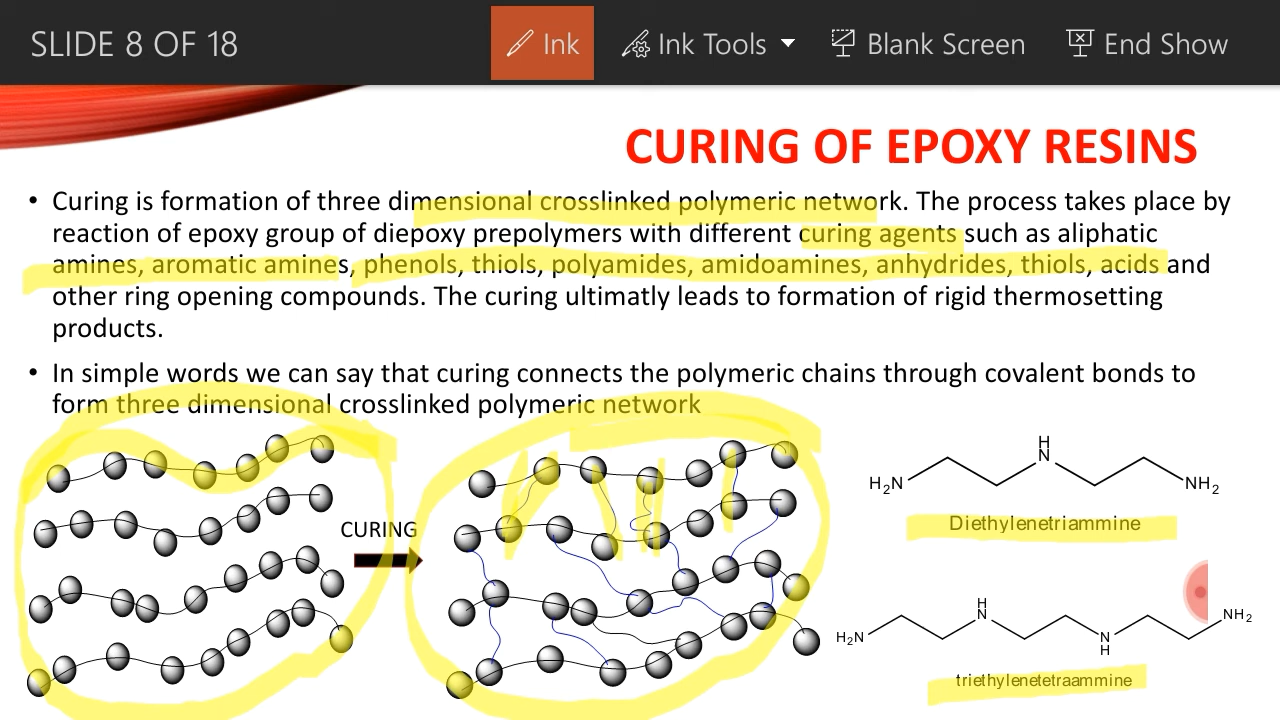 SLIDE 8 OF 18
Ink
Ink Tools
Blank Screen
End Show
CURING OF EPOXY RESINS
• Curing is formation of three dimensional crosslinked polymeric network. The process takes place by
reaction of epoxy group of diepoxy prepolymers with different curing agents such as aliphatic
amines, aromatic amines, phenols, thiols, polyamides, amidoamines, anhydrides, thiols, acids and
other ring opening compounds. The curing ultimatly leads to formation of rigid thermosetting
products.
• In simple words we can say that curing connects the polymeric chains through covalent bonds to
form three dimensional crosslinked polymeric network
CURING
H
N
H2N
NH2
Diethylenetriammine
H
N
NH2
H2N
N
H
triethylenetetraammine